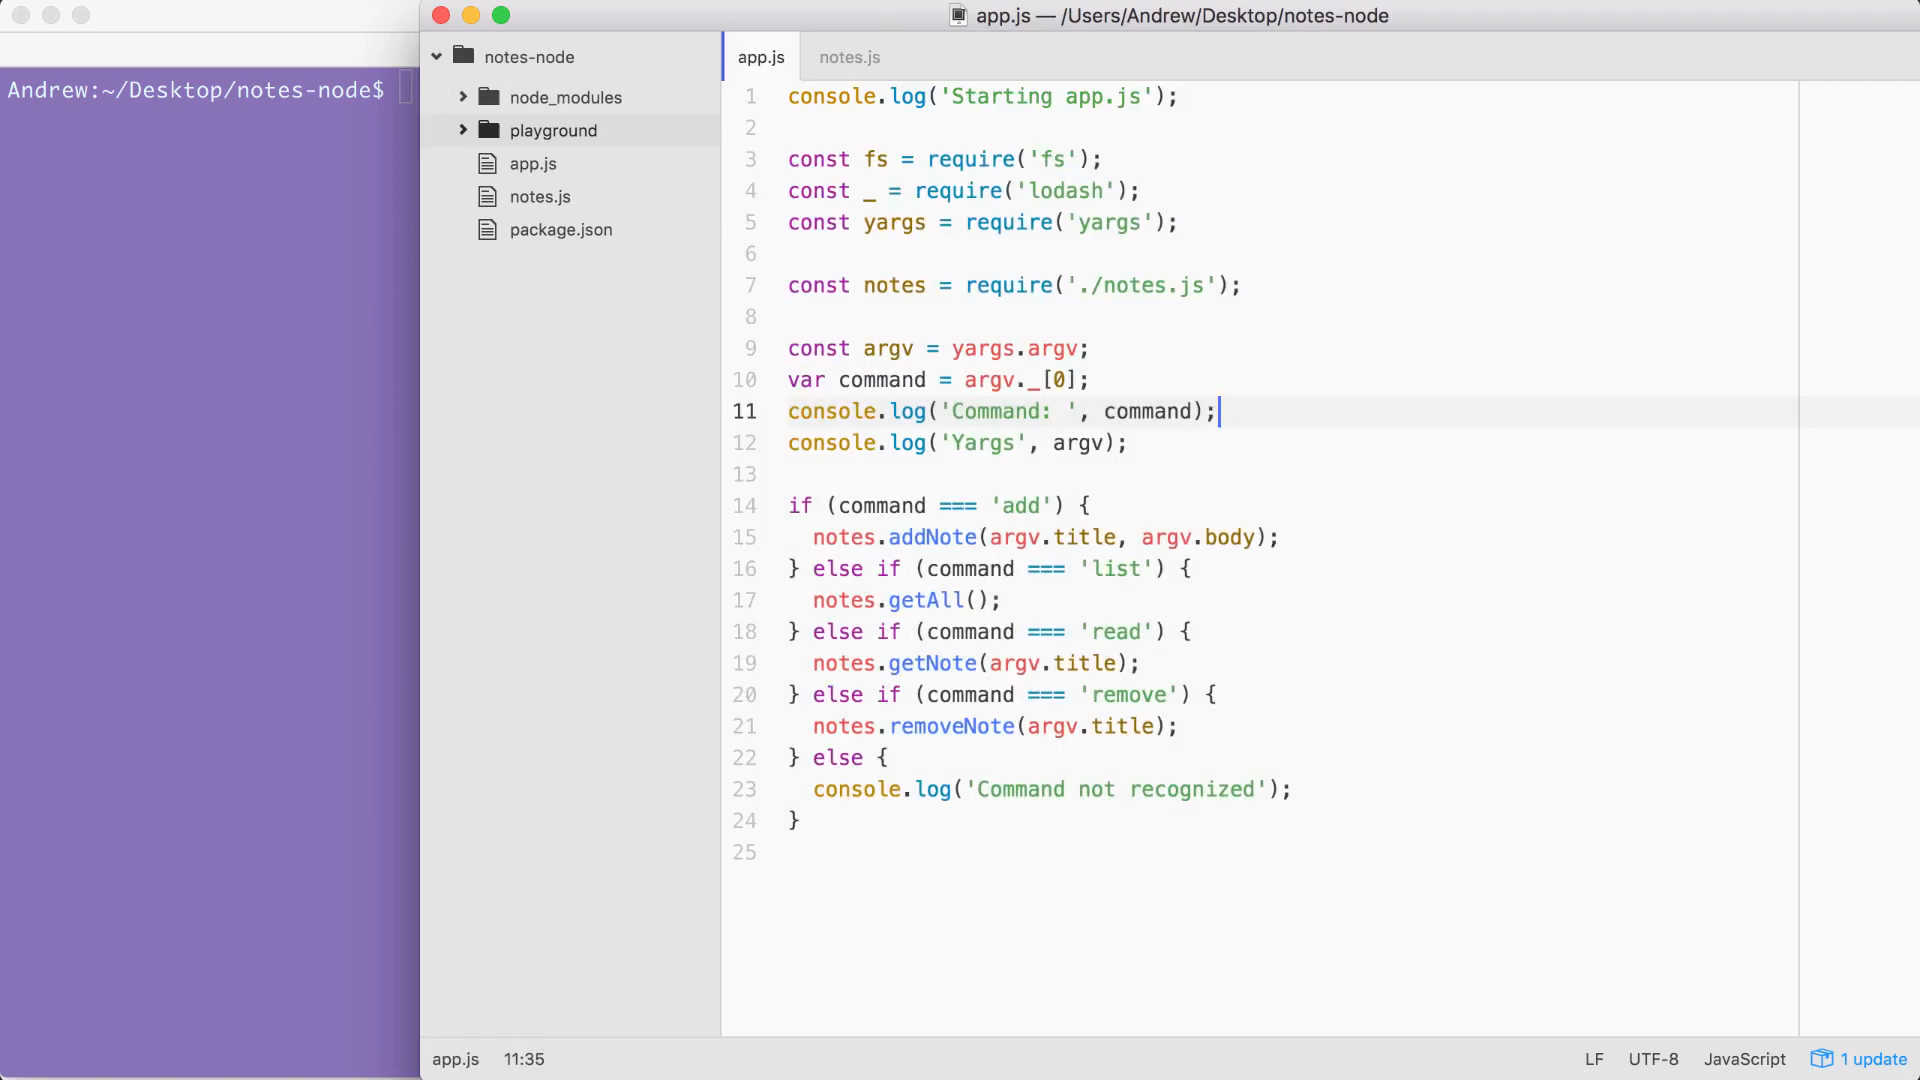 app.js — /Users/Andrew/Desktop/notes-node
Andrew:~/Desktop/notes-node$
notes-node
node_modules
playground
app.js
notes.js
package.json
app.js
notes.js
1 console.log('Starting app.js');
2
3 const fs = require('fs');
4 const _ = require('lodash');
5 const yargs = require('yargs');
6
7 const notes = require('./notes.js');
8
9 const argv = yargs.argv;
10 var command = argv._[0];
11 console.log('Command: ', command);
12 console.log('Yargs', argv);
13
14 if (command === 'add') {
15   notes.addNote(argv.title, argv.body);
16 } else if (command === 'list') {
17   notes.getAll();
18 } else if (command === 'read') {
19   notes.getNote(argv.title);
20 } else if (command === 'remove') {
21   notes.removeNote(argv.title);
22 } else {
23   console.log('Command not recognized');
24 }
25
app.js 11:35
LF UTF-8 JavaScript 1 update